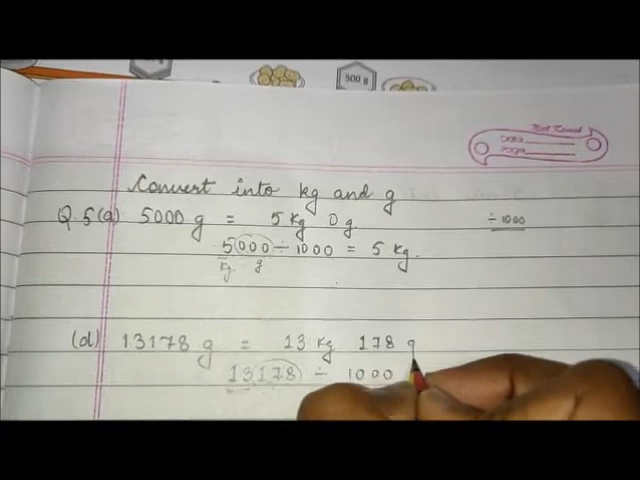 500 g
Convert into kg and g
Q.5(a) 5000 g = 5 kg 0 g
÷1000
5000 ÷ 1000 = 5 kg.
kg g
(d) 13178 g = 13 kg 178 g
13178 ÷ 1000